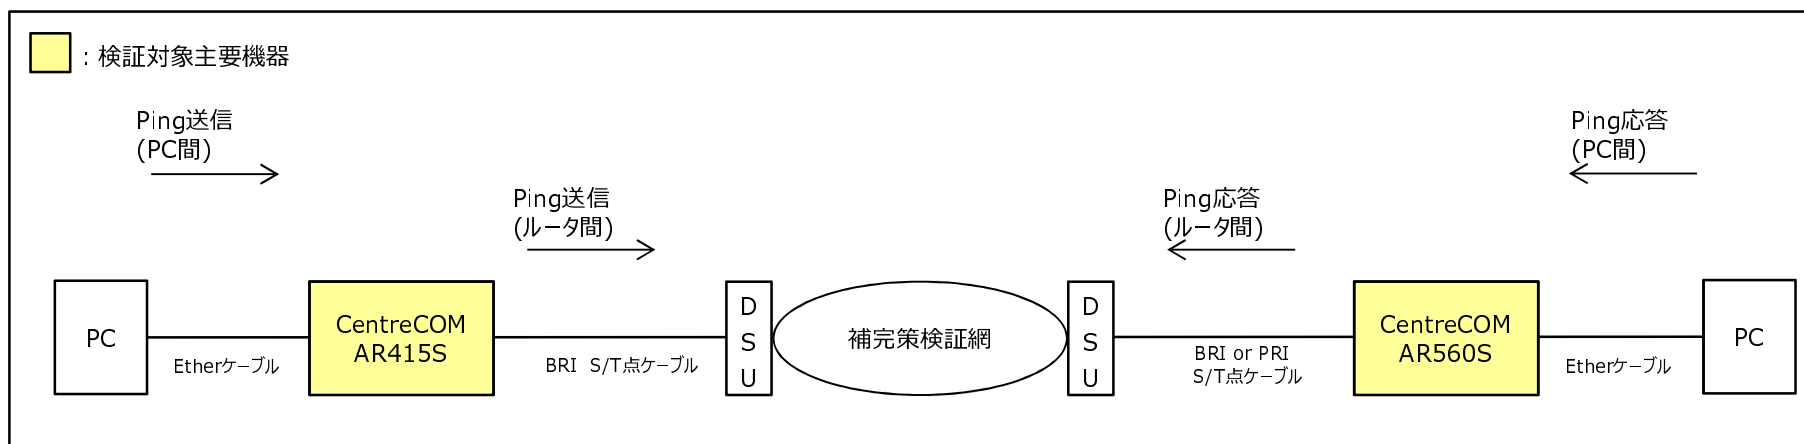 : 検証対象主要機器
Ping送信
(PC間)
Ping応答
(PC間)
Ping送信
(ルータ間)
Ping応答
(ルータ間)
PC
Etherケーブル
CentreCOM
AR415S
BRI S/T点ケーブル
D
S
U
補完策検証網
D
S
U
BRI or PRI
S/T点ケーブル
CentreCOM
AR560S
Etherケーブル
PC